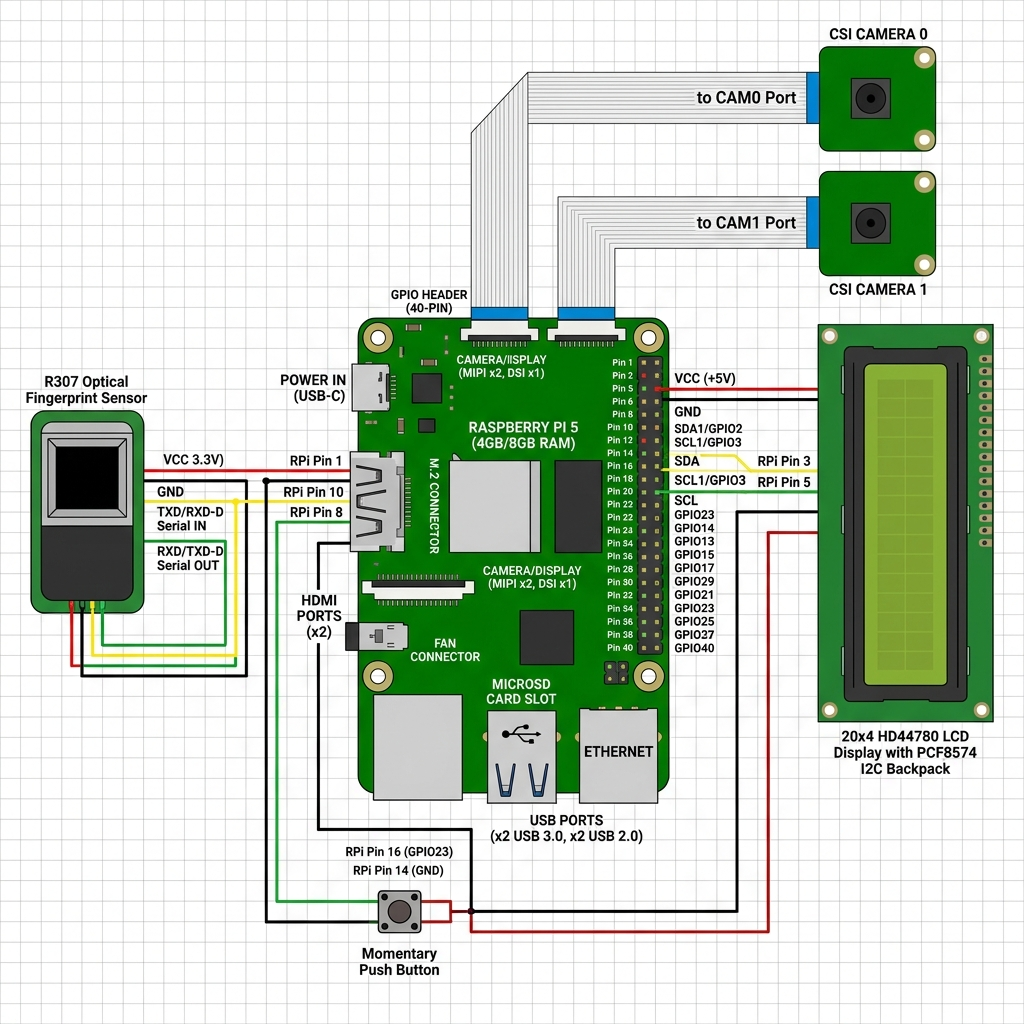 CSI CAMERA 0
to CAM0 Port
to CAM1 Port
CSI CAMERA 1
GPIO HEADER
(40-PIN)
CAMERA/IISPLAY
(MIPI x2, DSI x1)
POWER IN
(USB-C)
RASPBERRY PI 5
(4GB/8GB RAM)
M.2 CONNECTOR
CAMERA/DISPLAY
(MIPI x2, DSI x1)
HDMI
PORTS
(x2)
FAN
CONNECTOR
MICROSD
CARD SLOT
ETHERNET
USB PORTS
(x2 USB 3.0, x2 USB 2.0)
Pin 1
Pin 2
Pin 5
Pin 6
Pin 8
Pin 10
Pin 12
Pin 14
Pin 16
Pin 18
Pin 20
Pin 22
Pin 22
Pin 23
Pin S4
Pin 36
Pin 28
Pin 30
Pin 22
Pin S4
Pin 36
Pin 38
Pin 40
VCC (+5V)
GND
SDA1/GPIO2
SCL1/GPIO3
SDA
SCL1/GPIO3
SCL
GPIO23
GPIO14
GPIO13
GPIO15
GPIO17
GPIO29
GPIO21
GPIO23
GPIO25
GPIO37
GPIO40
RPi Pin 3
RPi Pin 5
R307 Optical
Fingerprint Sensor
VCC 3.3V)
GND
TXD/RXD-D
Serial IN
RXD/TXD-D
Serial OUT
RPi Pin 1
RPi Pin 10
RPi Pin 8
20x4 HD44780 LCD
Display with PCF8574
I2C Backpack
RPi Pin 16 (GPIO23)
RPi Pin 14 (GND)
Momentary
Push Button